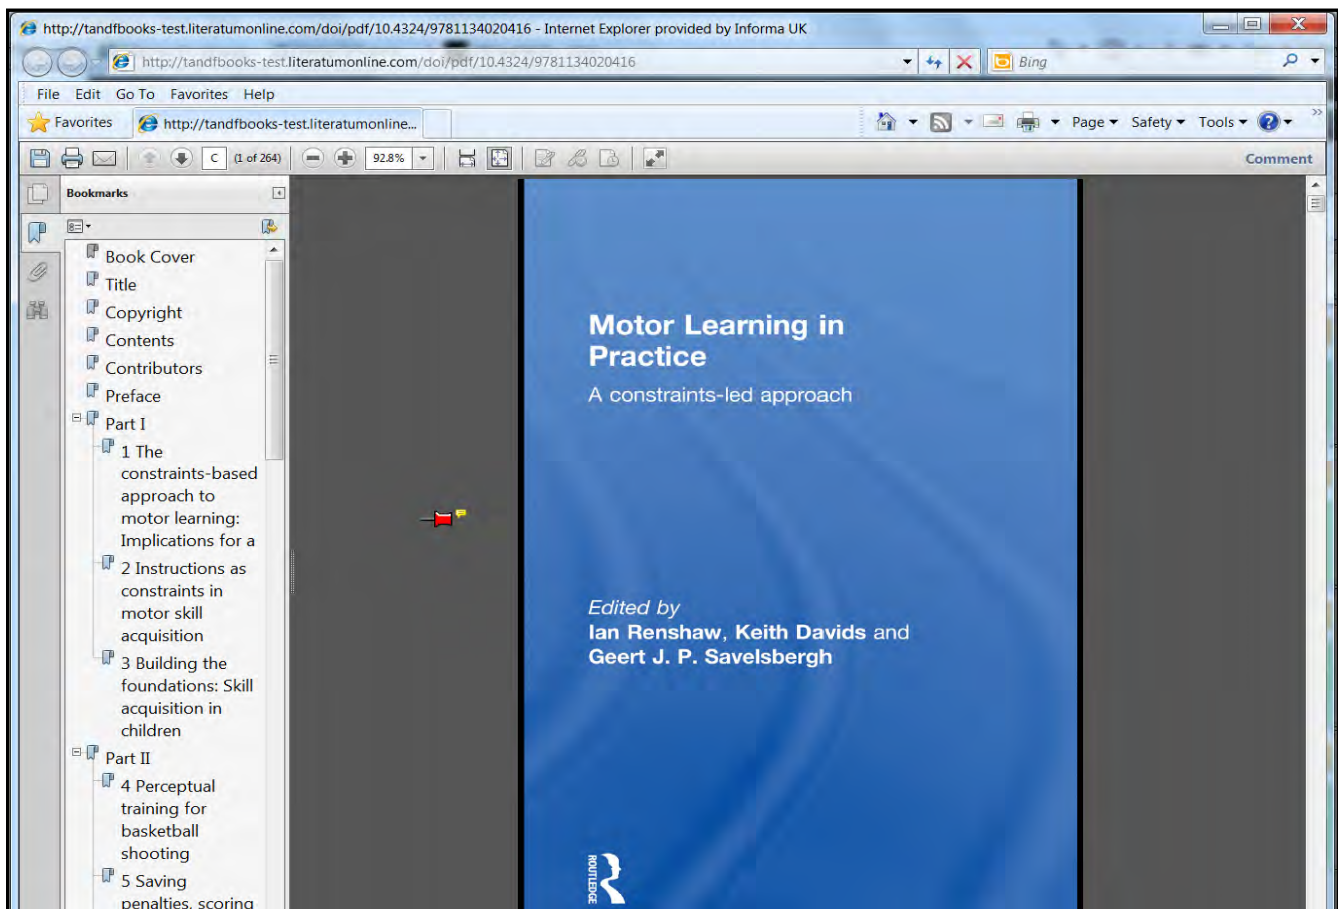 http://tandfbooks-test.literatumonline.com/doi/pdf/10.4324/9781134020416 - Internet Explorer provided by Informa UK
http://tandfbooks-test.literatumonline.com/doi/pdf/10.4324/9781134020416
Bing
File Edit Go To Favorites Help
Favorites
http://tandfbooks-test.literatumonline...
Page Safety Tools
C (1 of 264)
92.8%
Comment
Bookmarks
Book Cover
Title
Copyright
Contents
Contributors
Preface
Part I
1 The
constraints-based
approach to
motor learning:
Implications for a
2 Instructions as
constraints in
motor skill
acquisition
3 Building the
foundations: Skill
acquisition in
children
Part II
4 Perceptual
training for
basketball
shooting
5 Saving
penalties, scoring
Motor Learning in
Practice
A constraints-led approach
Edited by
Ian Renshaw, Keith Davids and
Geert J. P. Savelsbergh
ROUTLEDGE